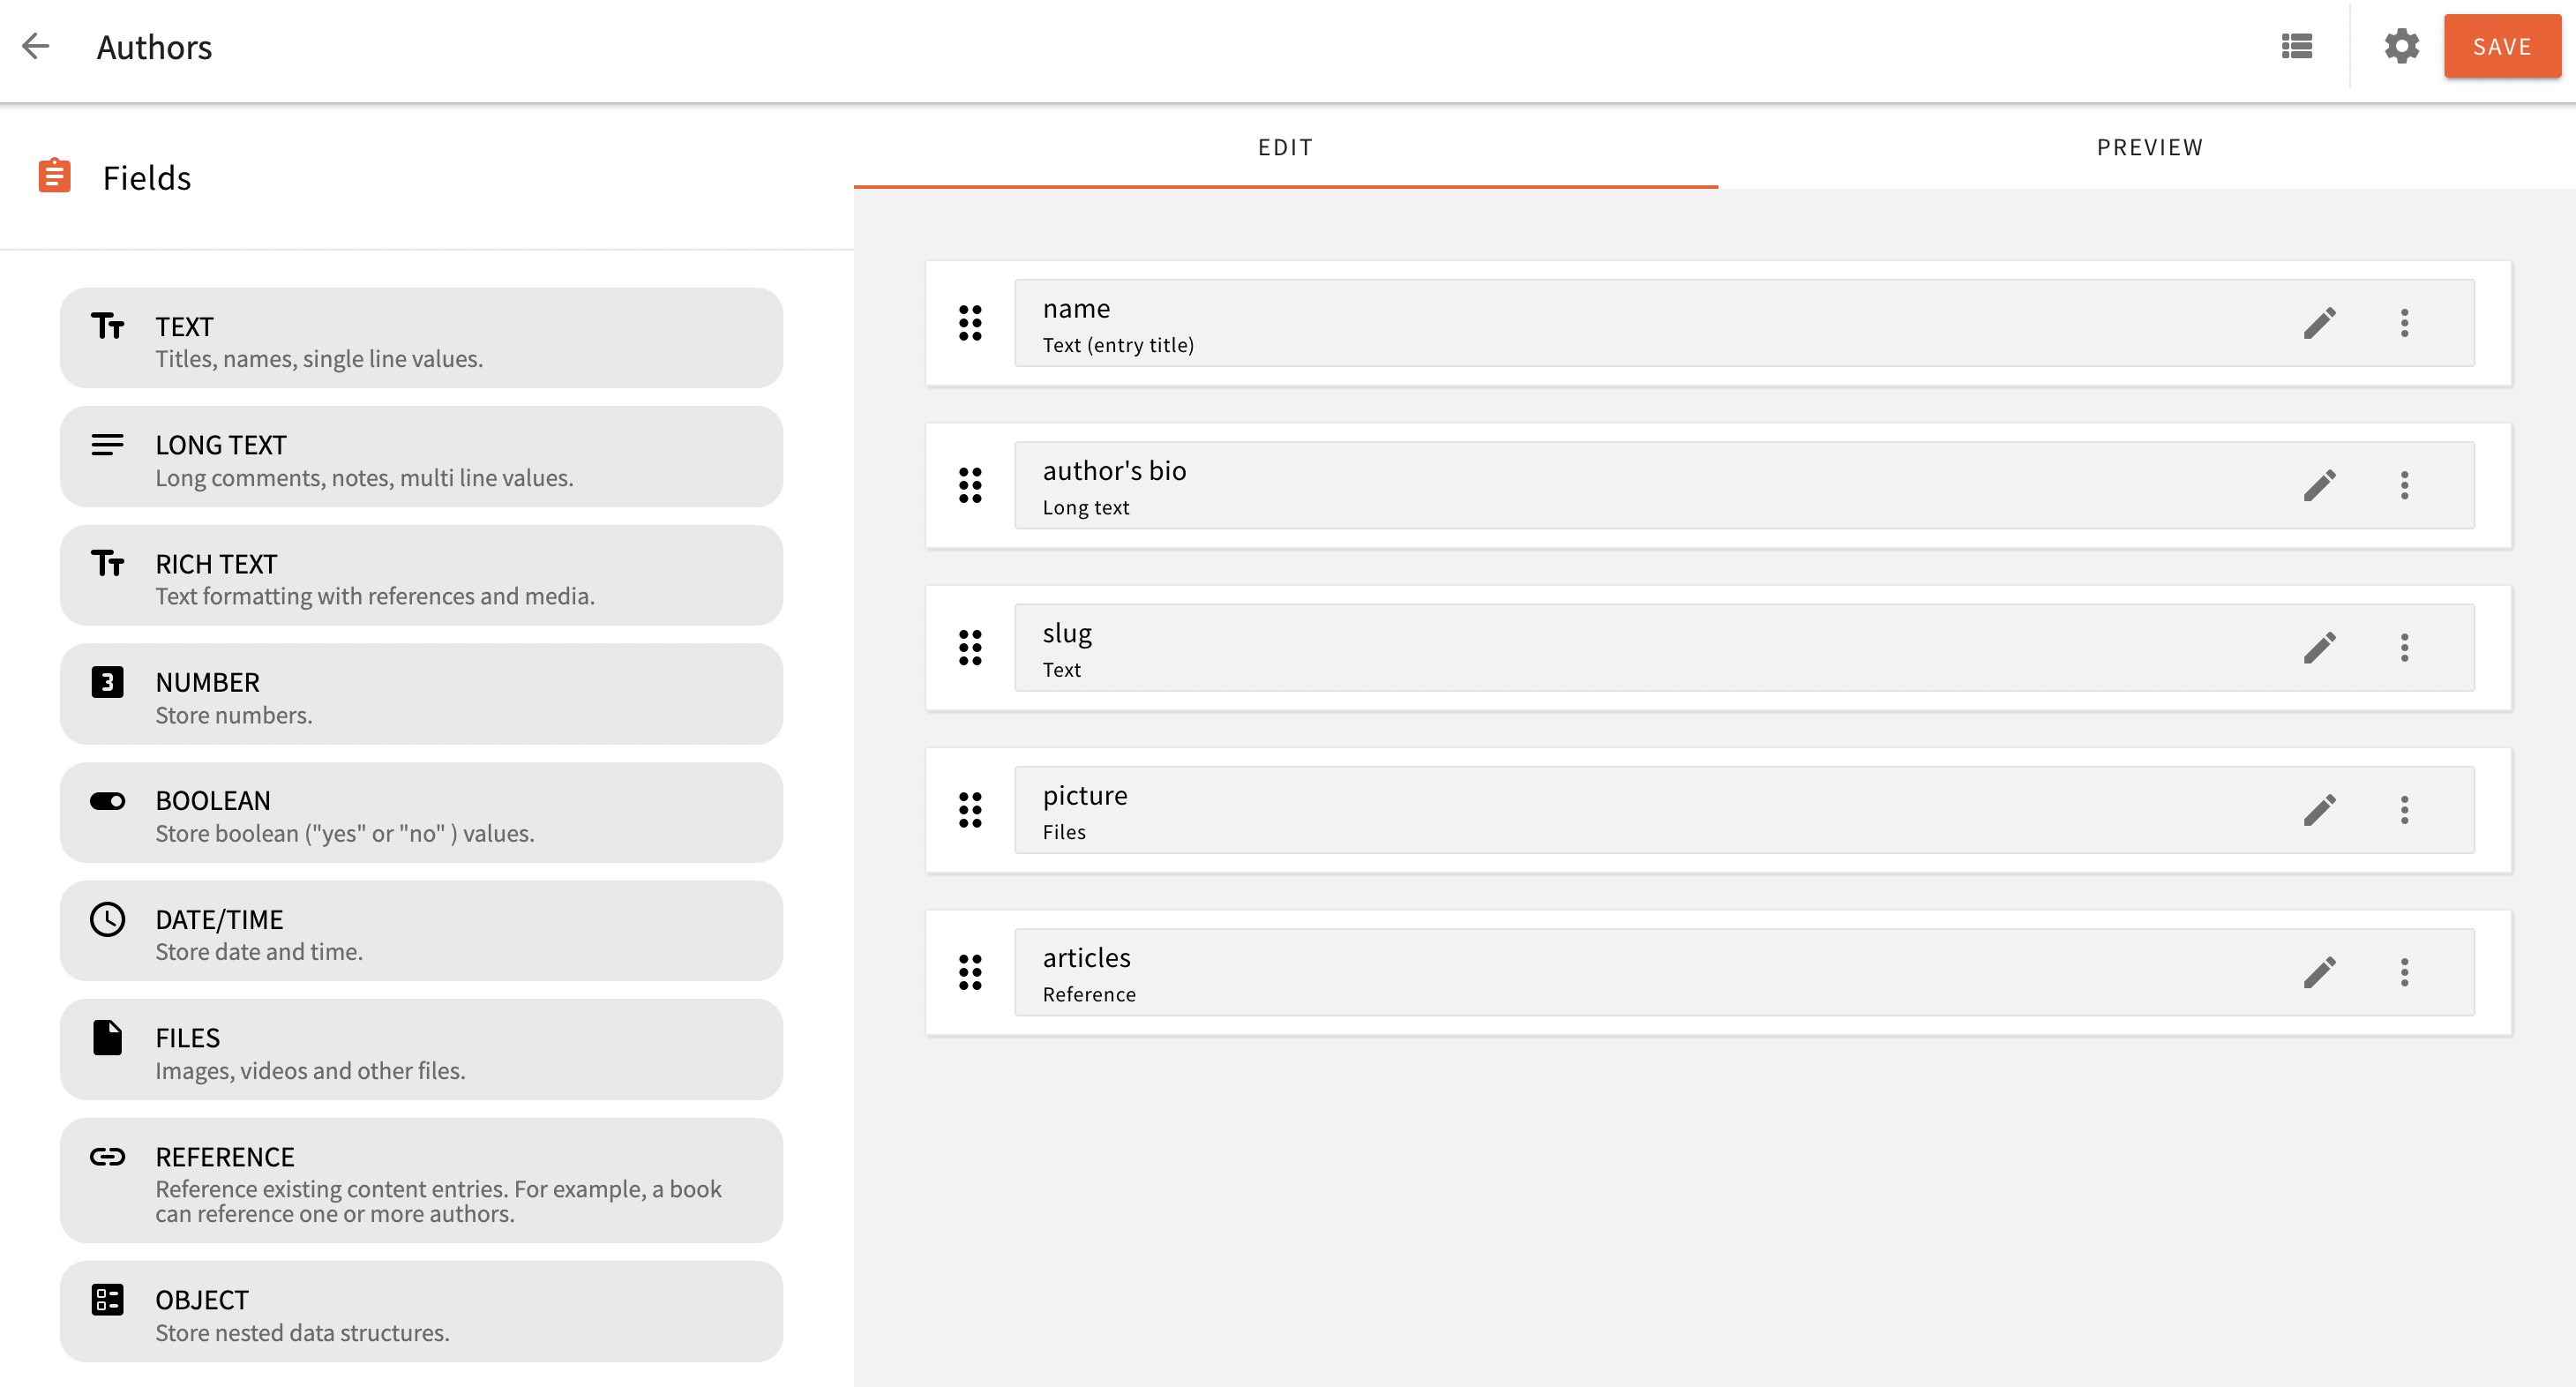 Authors
SAVE
Fields
EDIT
PREVIEW
TEXT
Titles, names, single line values.
LONG TEXT
Long comments, notes, multi line values.
RICH TEXT
Text formatting with references and media.
3
NUMBER
Store numbers.
BOOLEAN
Store boolean ("yes" or "no" ) values.
DATE/TIME
Store date and time.
FILES
Images, videos and other files.
REFERENCE
Reference existing content entries. For example, a book
can reference one or more authors.
OBJECT
Store nested data structures.
name
Text (entry title)
author's bio
Long text
slug
Text
picture
Files
articles
Reference